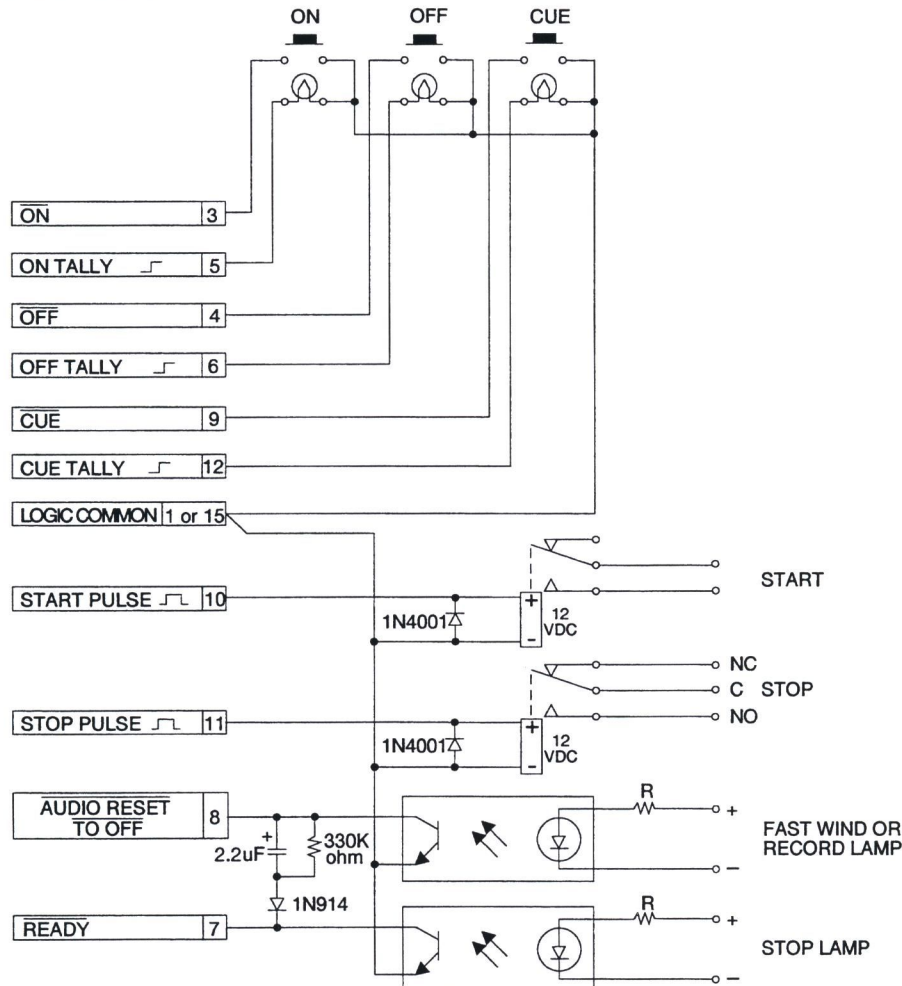 ON OFF CUE
ON 3
ON TALLY 5
OFF 4
OFF TALLY 6
CUE 9
CUE TALLY 12
LOGIC COMMON 1 or 15
START
START PULSE 10
1N4001
+
-
12
VDC
NC
C STOP
NO
STOP PULSE 11
1N4001
+
-
12
VDC
AUDIO RESET
TO OFF
8
+
2.2uF
330K
ohm
R
+
FAST WIND OR
RECORD LAMP
-
1N914
READY 7
R
+
STOP LAMP
-